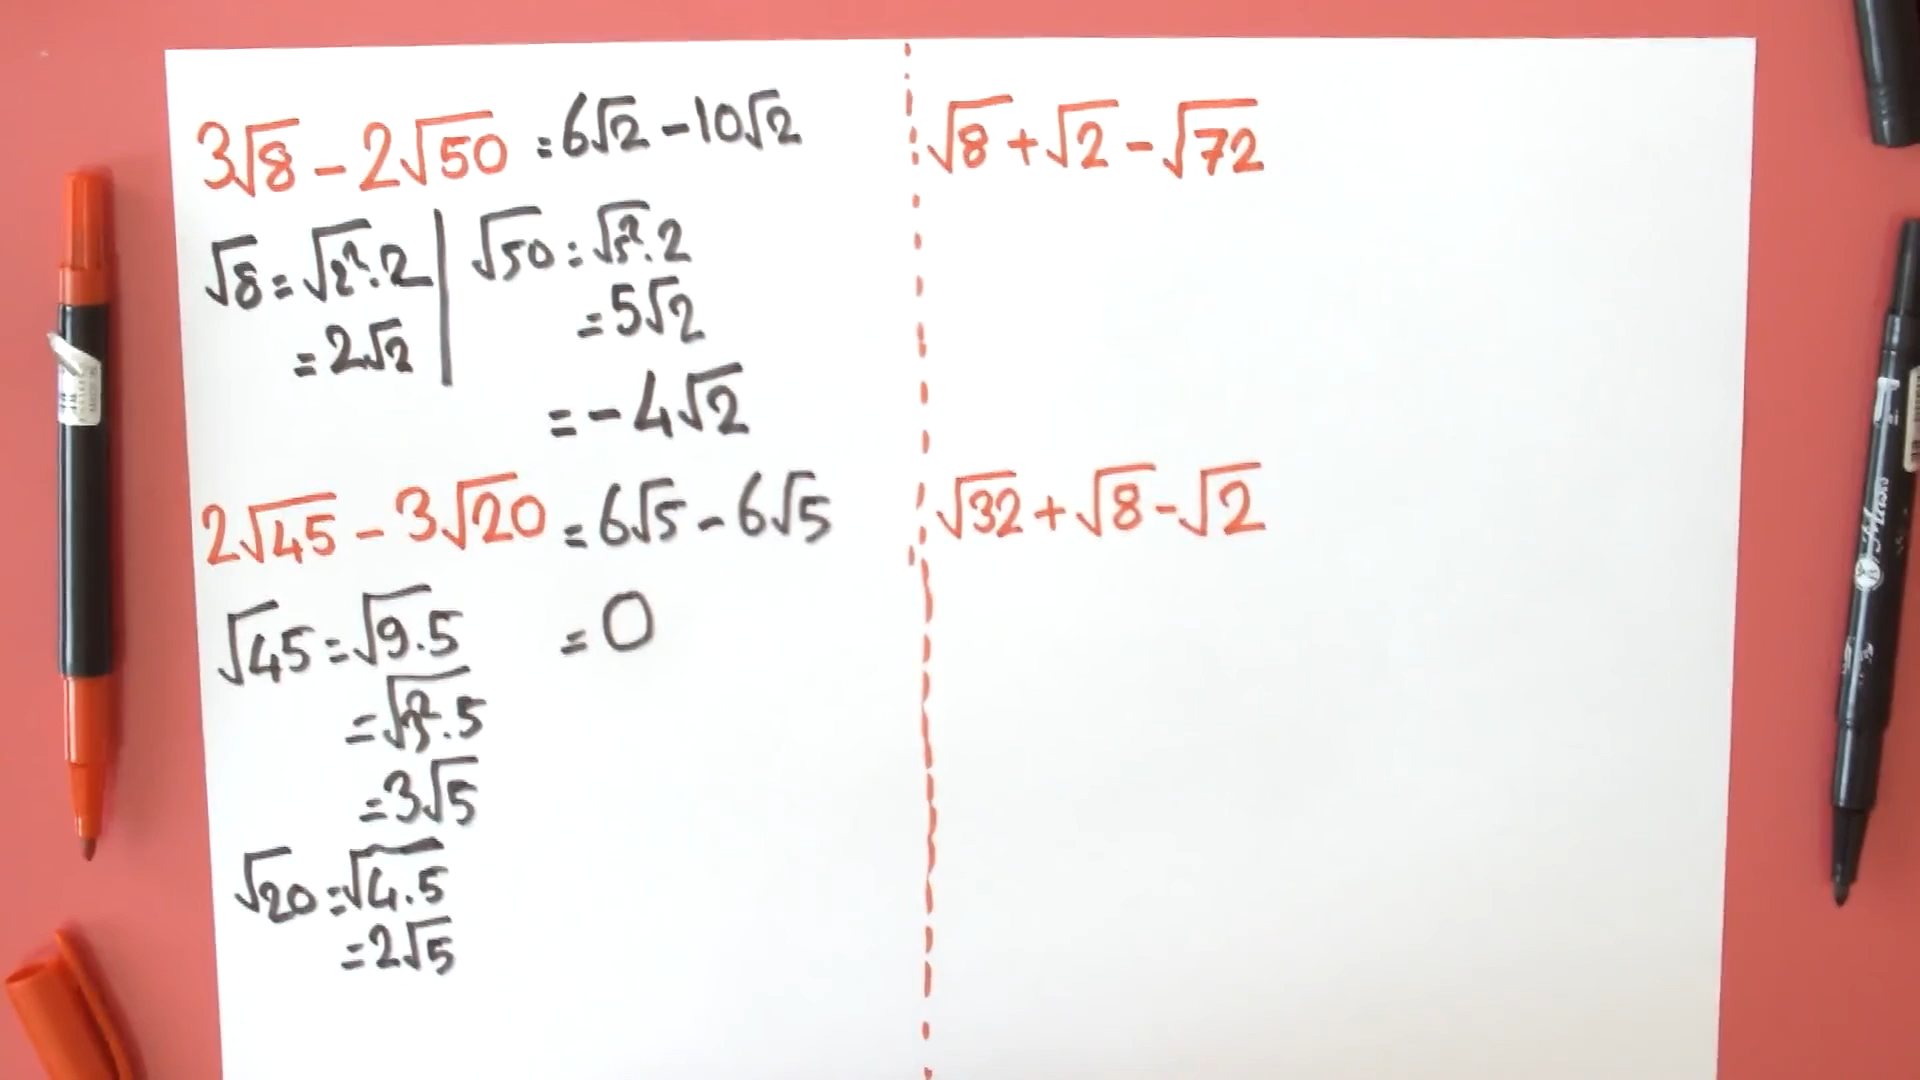 3√8 - 2√50 = 6√2 - 10√2
√8 = √2².2
= 2√2
√50 = √5².2
= 5√2
= -4√2
2√45 - 3√20 = 6√5 - 6√5
= 0
√45 = √9.5
= √3².5
= 3√5
√20 = √4.5
= 2√5
√8 + √2 - √72
√32 + √8 - √2